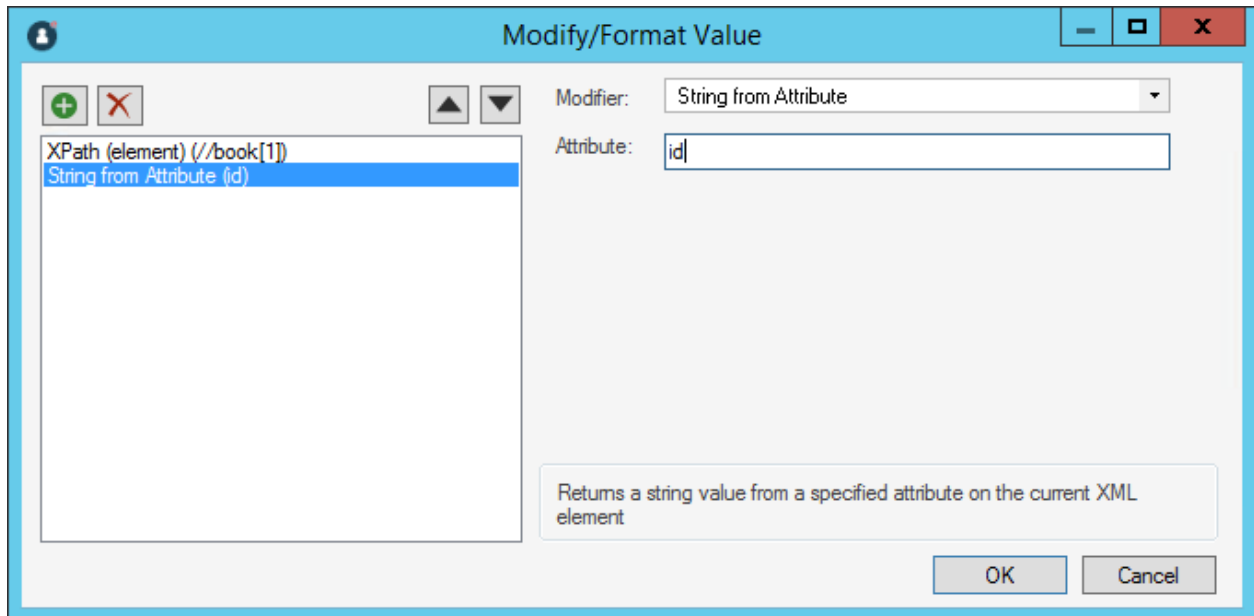 Modify/Format Value
Modifier: String from Attribute
XPath (element) (//book[1])
Attribute: id
String from Attribute (id)
Returns a string value from a specified attribute on the current XML
element
OK Cancel